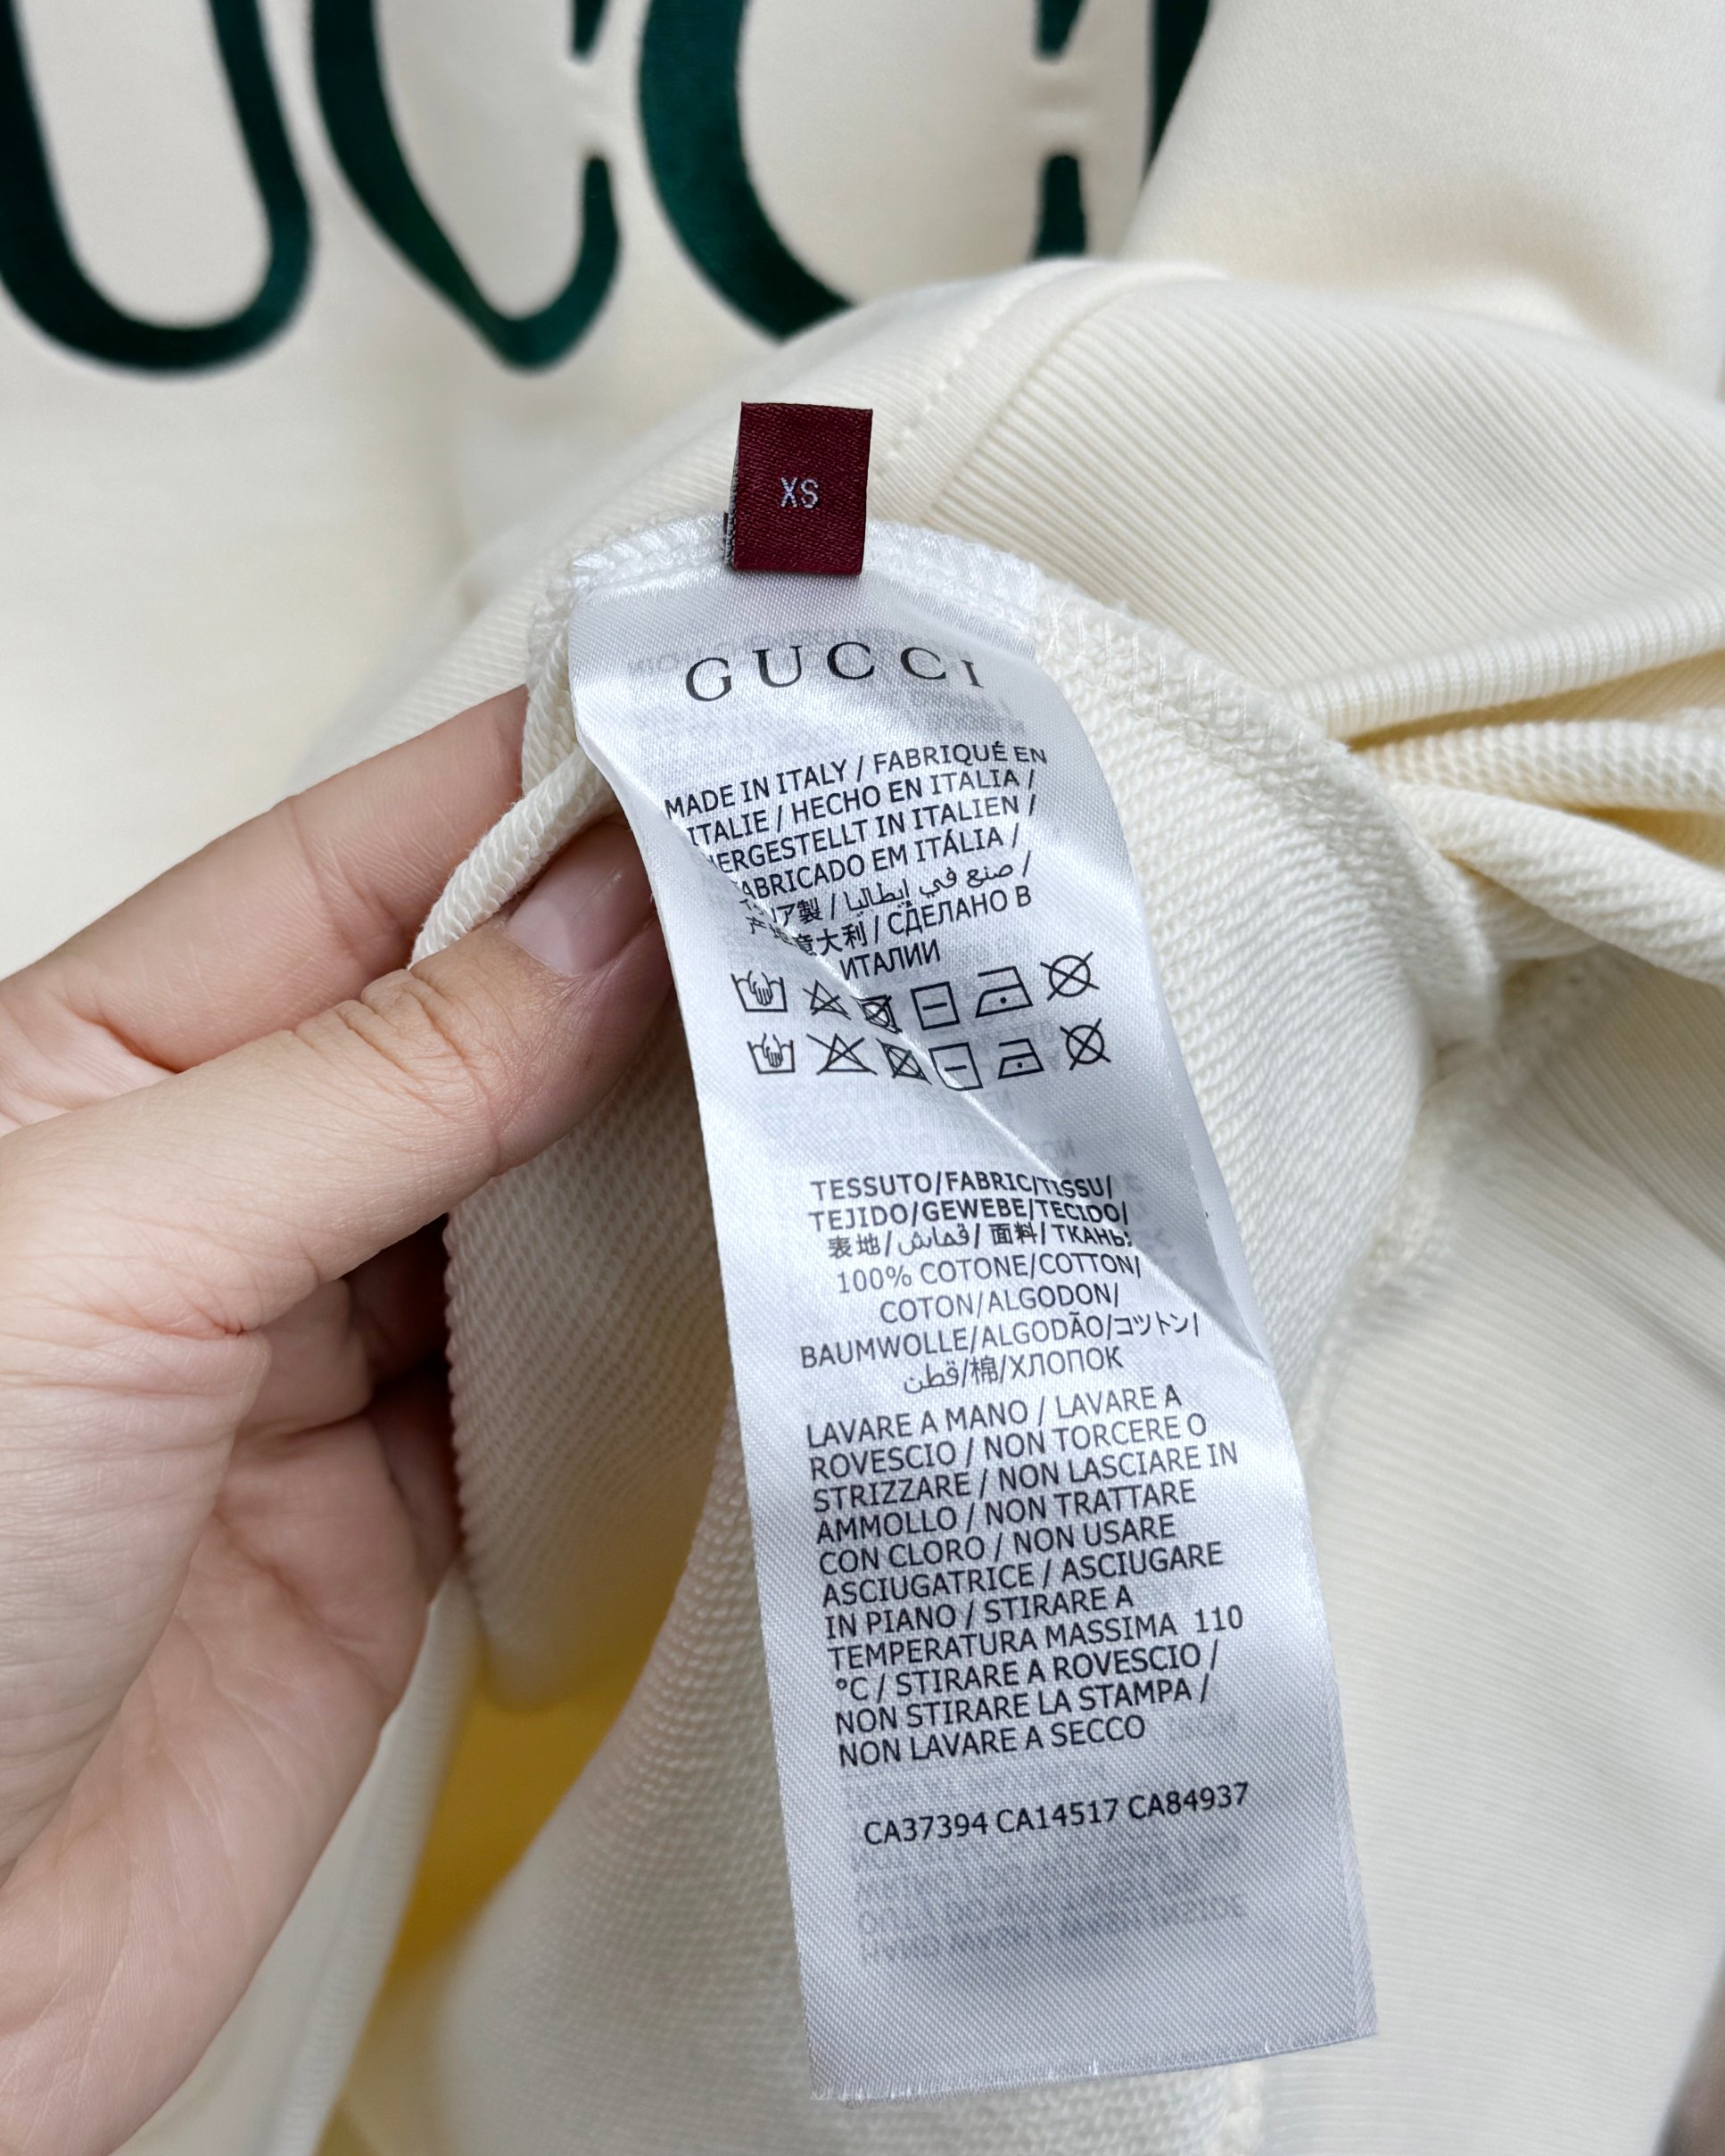 UCCI
XS
GUCCI
MADE IN ITALY / FABRIQUÉ EN
ITALIE / HECHO EN ITALIA /
HERGESTELLT IN ITALIEN /
FABRICADO EM ITÁLIA /
صنع في إيطاليا /
製 /
意大利 / СДЕЛАНО В
ИТАЛИИ
TESSUTO/FABRIC/TISSU/
TEJIDO/GEWEBE/TECIDO/
表地/قماش/面料/ТКАНЬ:
100% COTONE/COTTON/
COTON/ALGODON/
BAUMWOLLE/ALGODÃO/コットン/
قطن/棉/ХЛОПОК
LAVARE A MANO / LAVARE A
ROVESCIO / NON TORCERE O
STRIZZARE / NON LASCIARE IN
AMMOLLO / NON TRATTARE
CON CLORO / NON USARE
ASCIUGATRICE / ASCIUGARE
IN PIANO / STIRARE A
TEMPERATURA MASSIMA 110
°C / STIRARE A ROVESCIO /
NON STIRARE LA STAMPA /
NON LAVARE A SECCO
CA37394 CA14517 CA84937